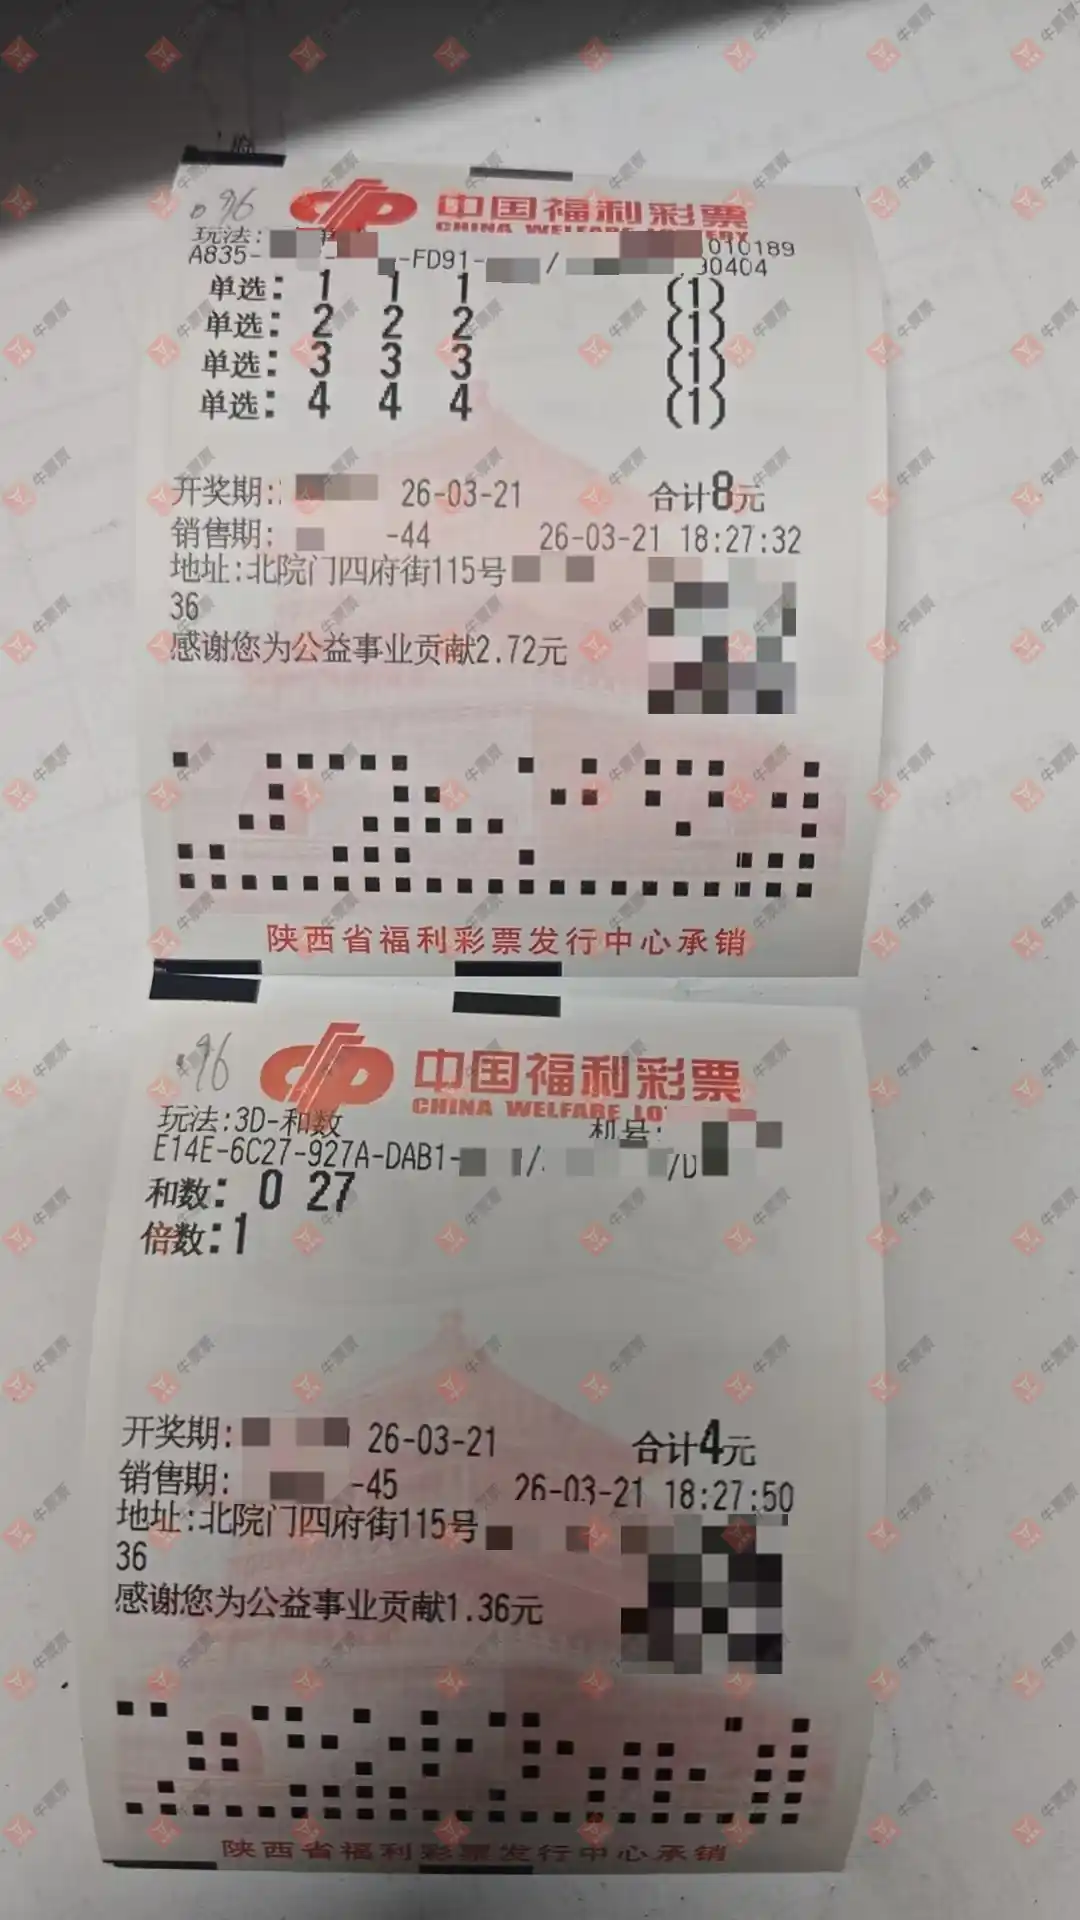 96
中国福利彩票
CHINA WELFARE LOTTERY
玩法:
010189
A835- -FD91- / 30404
单选: 1 1 1 (1)
单选: 2 2 2 (1)
单选: 3 3 3 (1)
单选: 4 4 4 (1)
开奖期: 26-03-21 合计8元
销售期: -44 26-03-21 18:27:32
地址:北院门四府街115号
36
感谢您为公益事业贡献2.72元
陕西省福利彩票发行中心承销
96
中国福利彩票
CHINA WELFARE LO
玩法:3D-和数 机号:
E14E-6C27-927A-DAB1- / /D
和数: 0 27
倍数:1
开奖期: 26-03-21 合计4元
销售期: -45 26-03-21 18:27:50
地址:北院门四府街115号
36
感谢您为公益事业贡献1.36元
陕西省福利彩票发行中心承销
牛票票